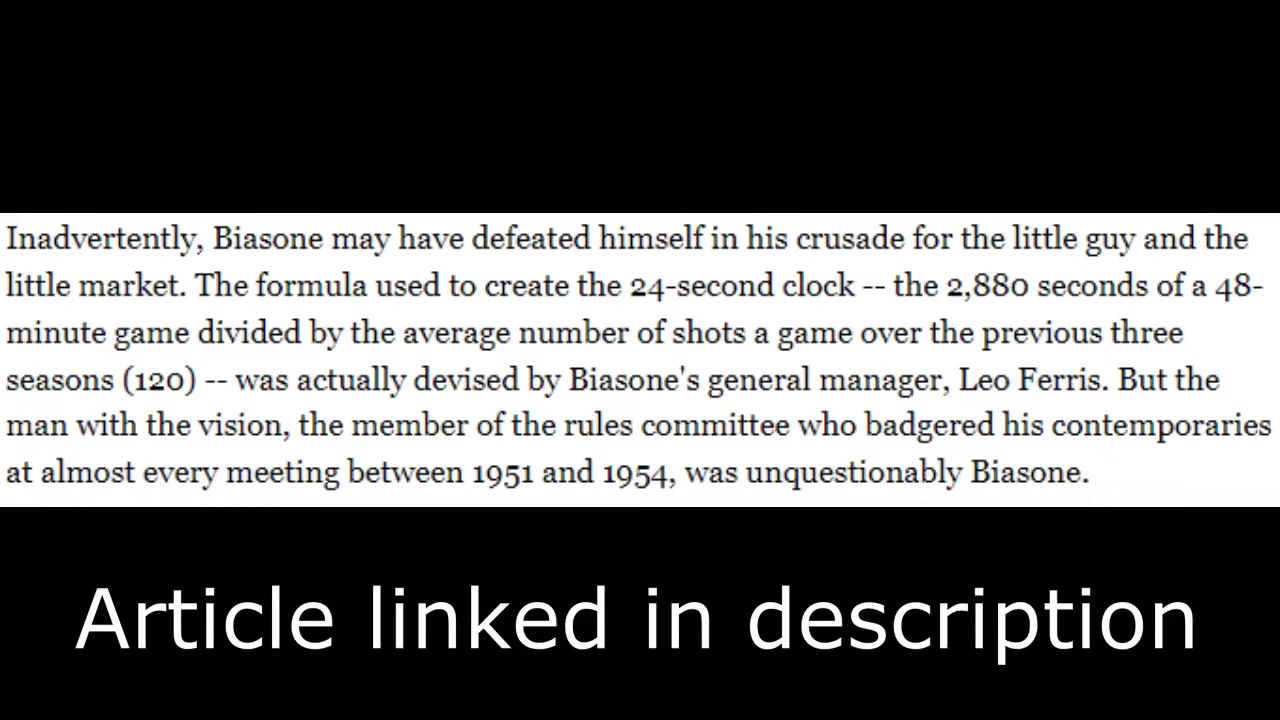 Inadvertently, Biasone may have defeated himself in his crusade for the little guy and the
little market. The formula used to create the 24-second clock -- the 2,880 seconds of a 48-
minute game divided by the average number of shots a game over the previous three
seasons (120) -- was actually devised by Biasone's general manager, Leo Ferris. But the
man with the vision, the member of the rules committee who badgered his contemporaries
at almost every meeting between 1951 and 1954, was unquestionably Biasone.
Article linked in description